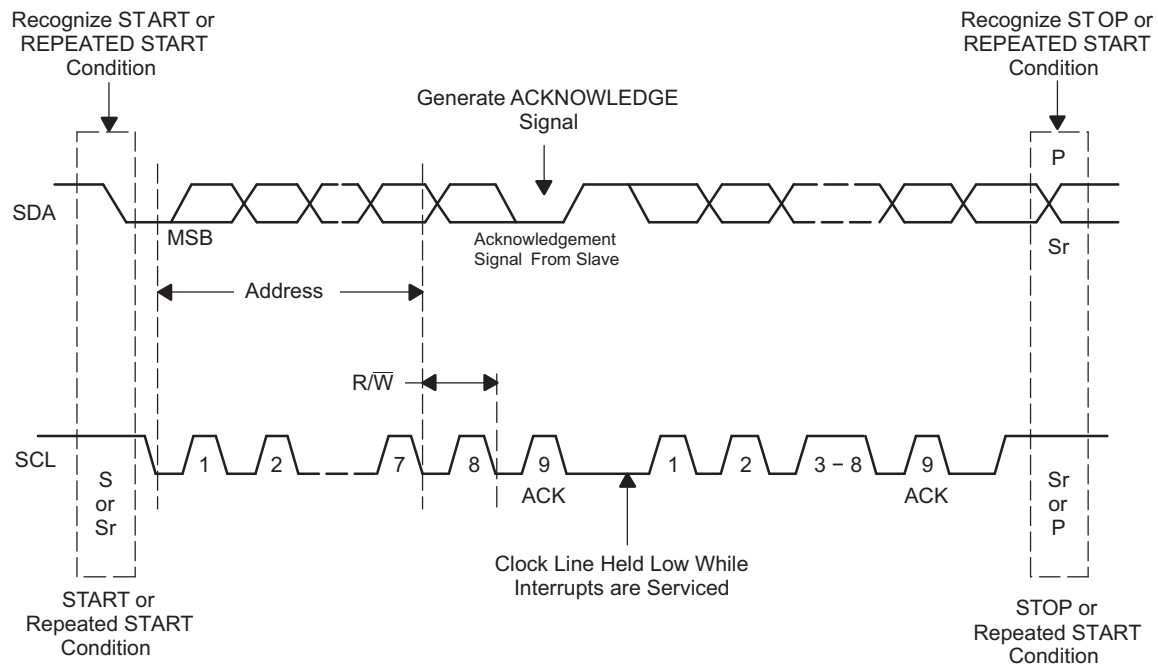 Recognize START or
REPEATED START
Condition
Recognize STOP or
REPEATED START
Condition
Generate ACKNOWLEDGE
Signal
P
SDA
MSB
Acknowledgement
Signal From Slave
Sr
Address
R/W̅
SCL
1
2
7
8
9
1
2
3 – 8
9
S
or
Sr
ACK
ACK
Sr
or
P
Clock Line Held Low While
Interrupts are Serviced
START or
Repeated START
Condition
STOP or
Repeated START
Condition